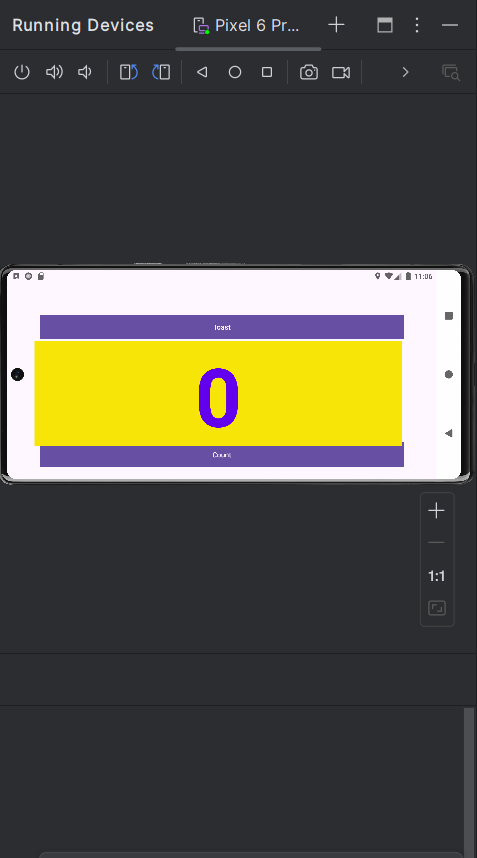 Running Devices
Pixel 6 Pr...
11:06
Toast
0
Count
1:1